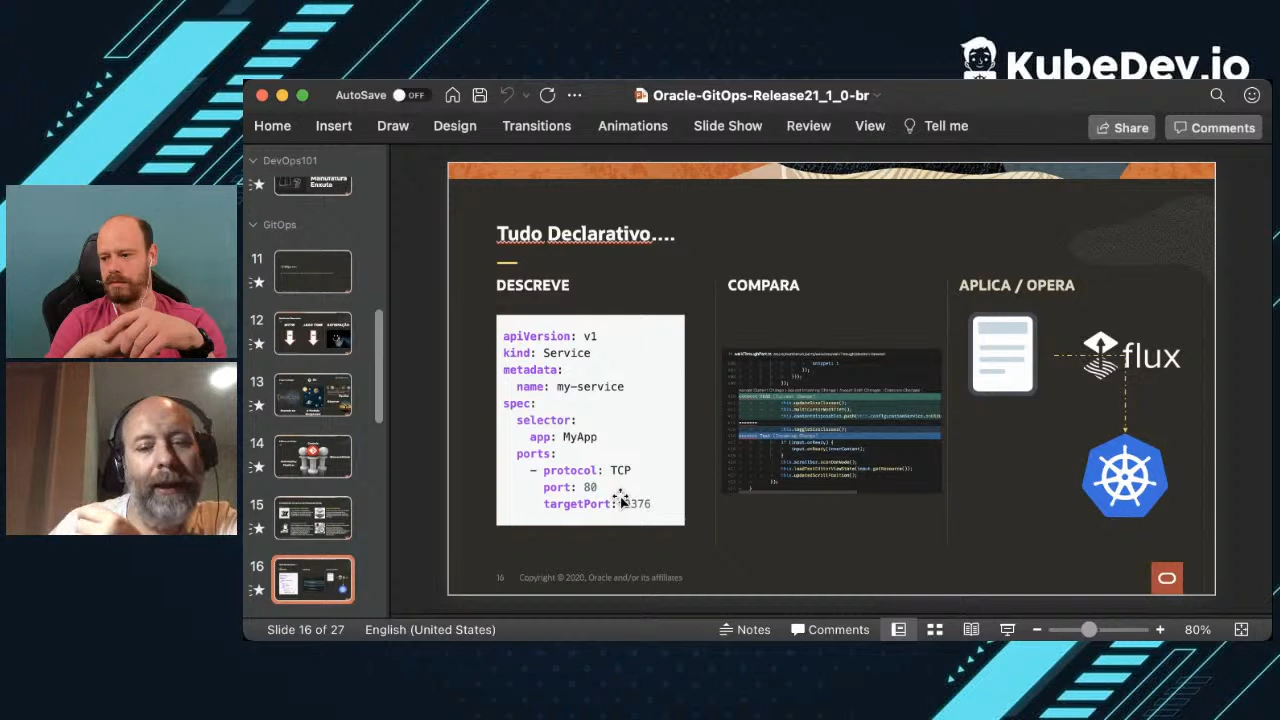 KubeDev.io
AutoSave OFF
Oracle-GitOps-Release21_1_0-br
Home Insert Draw Design Transitions Animations Slide Show Review View Tell me
Share Comments
DevOps101
Manufatura
Enxuta
GitOps
11
12
13
14
15
16
Tudo Declarativo....
DESCREVE
COMPARA
APLICA / OPERA
apiVersion: v1
kind: Service
metadata:
name: my-service
spec:
selector:
app: MyApp
ports:
- protocol: TCP
port: 80
targetPort: 376
flux
16 Copyright © 2020, Oracle and/or its affiliates
Slide 16 of 27 English (United States)
Notes Comments 80%